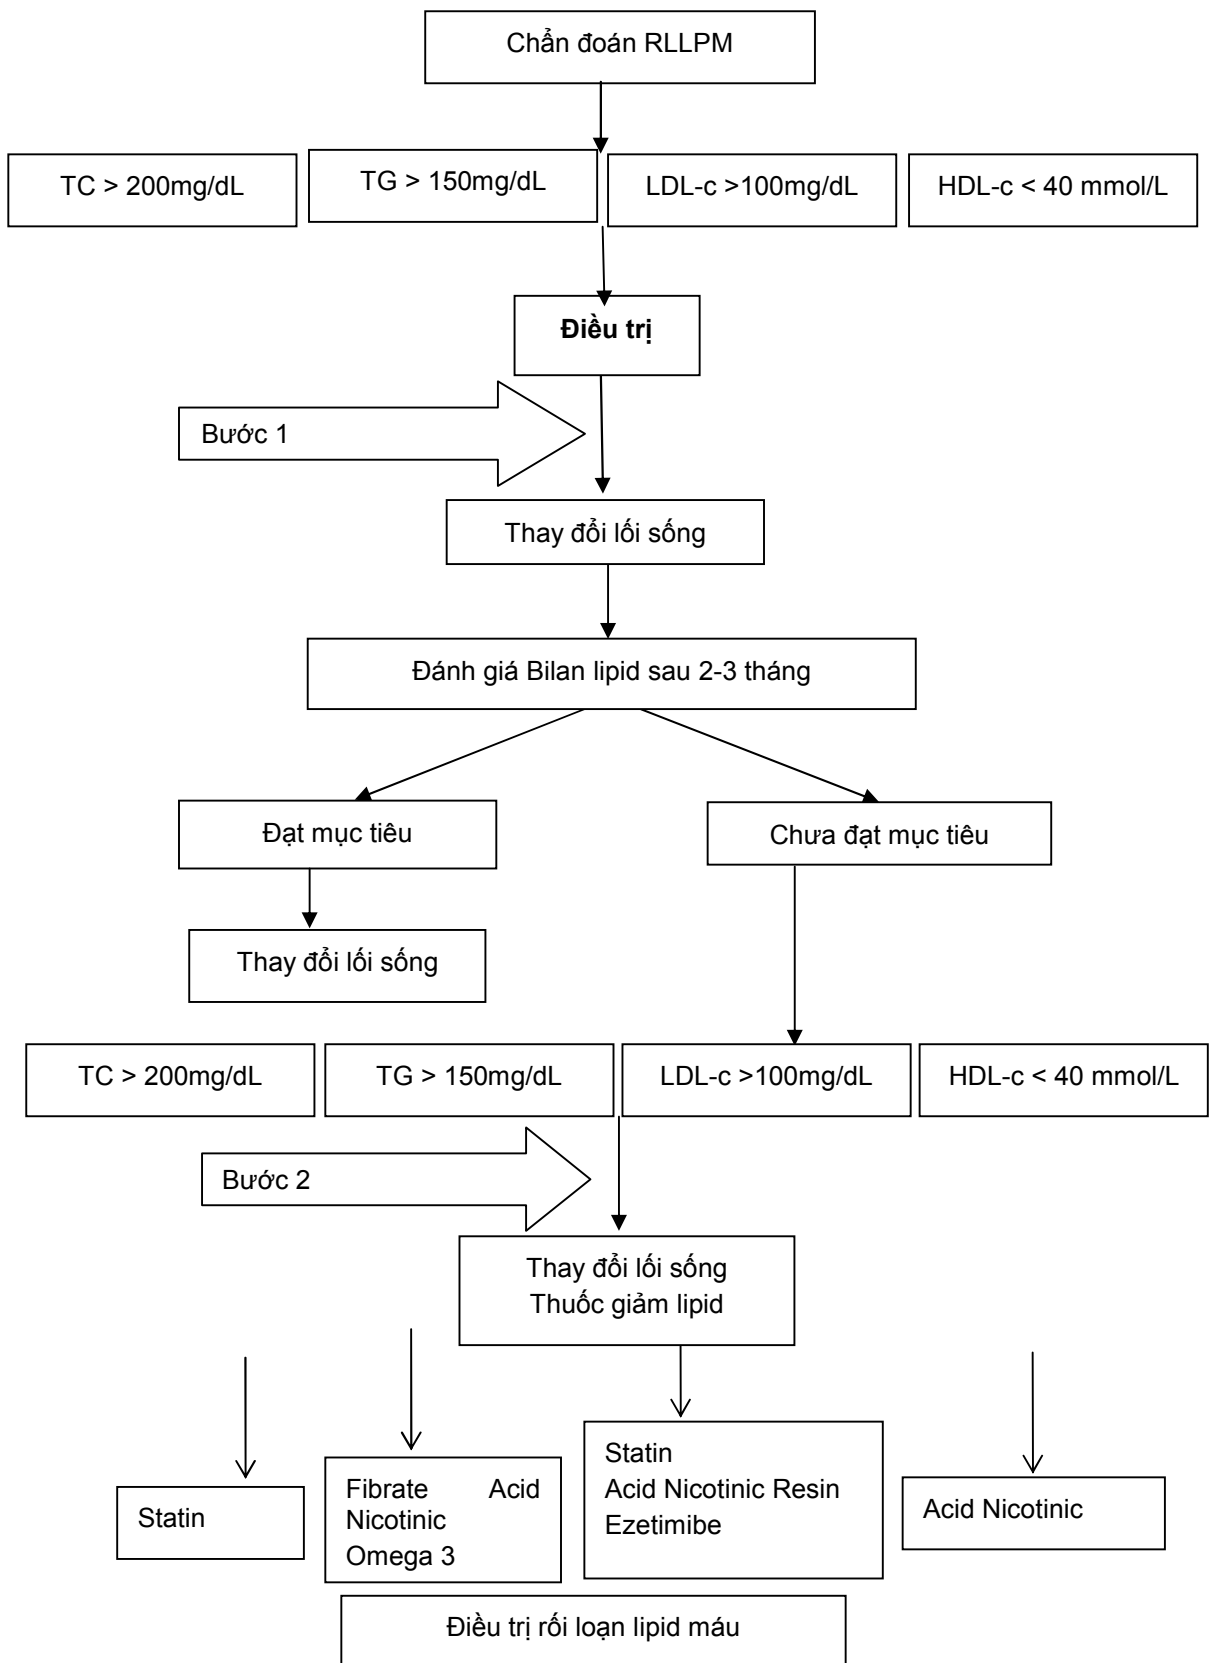 Chẩn đoán RLLPM
TC > 200mg/dL
TG > 150mg/dL
LDL-c >100mg/dL
HDL-c < 40 mmol/L
Điều trị
Bước 1
Thay đổi lối sống
Đánh giá Bilan lipid sau 2-3 tháng
Đạt mục tiêu
Chưa đạt mục tiêu
Thay đổi lối sống
TC > 200mg/dL
TG > 150mg/dL
LDL-c >100mg/dL
HDL-c < 40 mmol/L
Bước 2
Thay đổi lối sống
Thuốc giảm lipid
Statin
Fibrate Acid
Nicotinic
Omega 3
Statin
Acid Nicotinic Resin
Ezetimibe
Acid Nicotinic
Điều trị rối loạn lipid máu